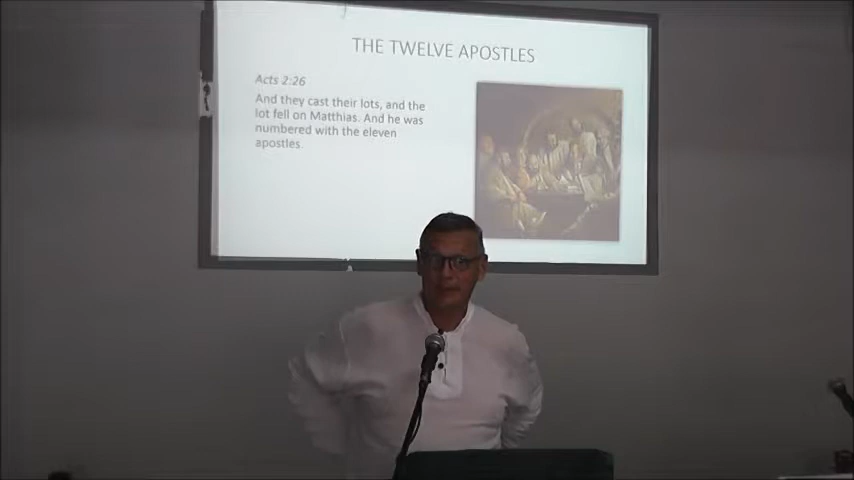 THE TWELVE APOSTLES
Acts 2:26
And they cast their lots, and the
lot fell on Matthias. And he was
numbered with the eleven
apostles.